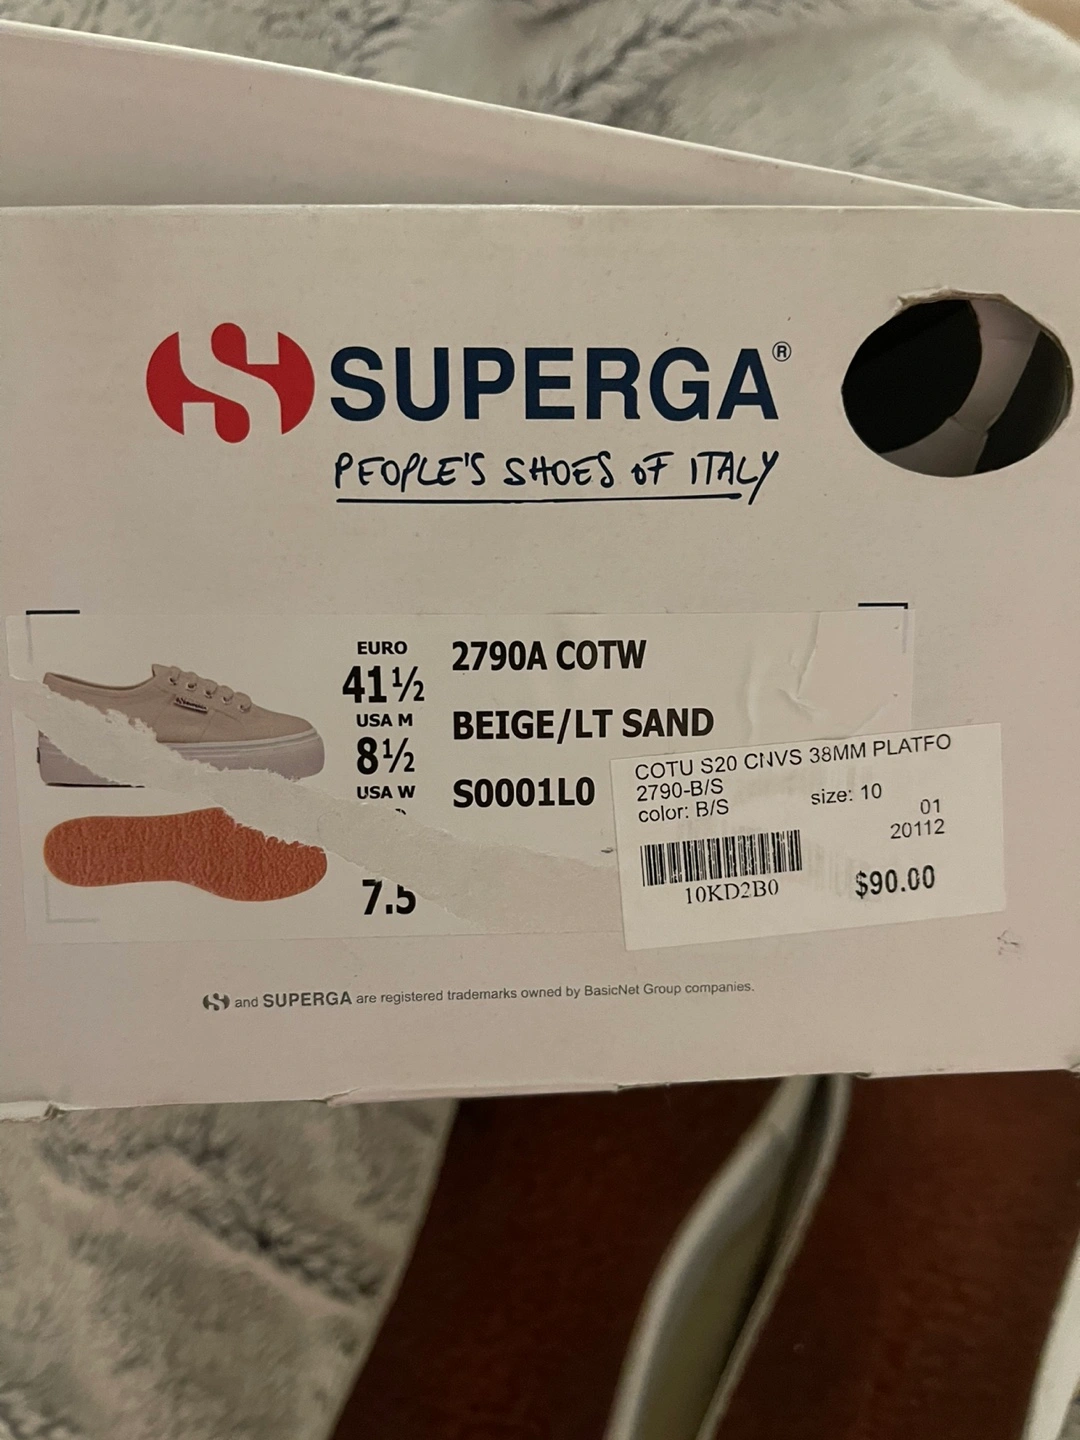 SUPERGA®
PEOPLE'S SHOES OF ITALY
EURO
41½
USA M
8½
USA W
7.5
2790A COTW
BEIGE/LT SAND
S0001L0
COTU S20 CNVS 38MM PLATFO
2790-B/S
color: B/S size: 10
01
20112
10KD2B0 $90.00
and SUPERGA are registered trademarks owned by BasicNet Group companies.